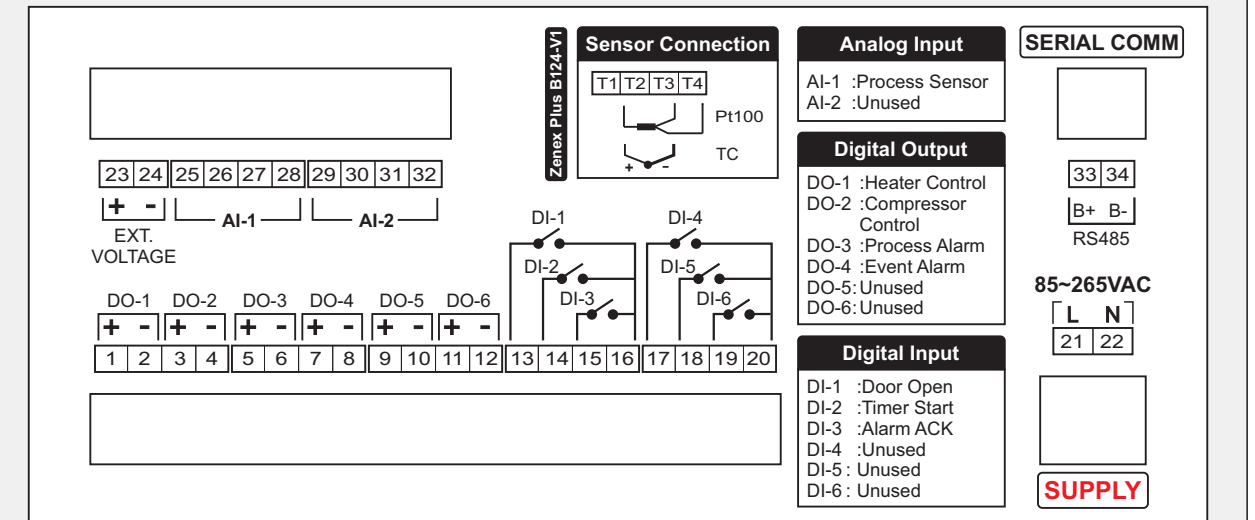 Zenex Plus B124-V1
Sensor Connection
T1 T2 T3 T4
Pt100
TC
+ -
Analog Input
AI-1 :Process Sensor
AI-2 :Unused
SERIAL COMM
23 24 25 26 27 28 29 30 31 32
+ -
AI-1
AI-2
EXT.
VOLTAGE
33 34
B+ B-
RS485
Digital Output
DO-1 :Heater Control
DO-2 :Compressor
Control
DO-3 :Process Alarm
DO-4 :Event Alarm
DO-5:Unused
DO-6:Unused
DI-1
DI-2
DI-3
DI-4
DI-5
DI-6
DO-1 DO-2 DO-3 DO-4 DO-5 DO-6
+ - + - + - + - + - + -
1 2 3 4 5 6 7 8 9 10 11 12 13 14 15 16 17 18 19 20
85~265VAC
L N
21 22
Digital Input
DI-1 :Door Open
DI-2 :Timer Start
DI-3 :Alarm ACK
DI-4 :Unused
DI-5 : Unused
DI-6 : Unused
SUPPLY